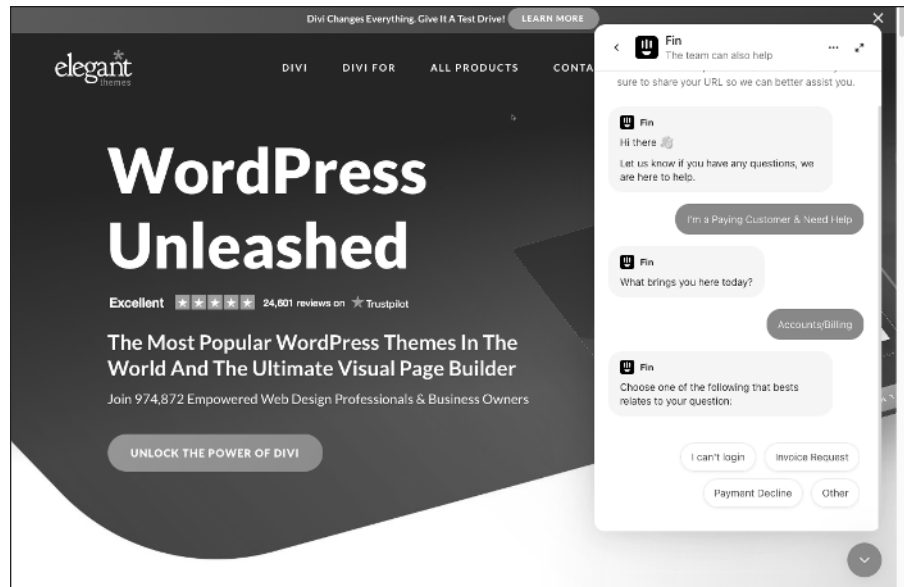 Divi Changes Everything. Give It A Test Drive!
LEARN MORE
elegant
themes
DIVI
DIVI FOR
ALL PRODUCTS
CONTA
WordPress
Unleashed
Excellent
24,601 reviews on
Trustpilot
The Most Popular WordPress Themes In The
World And The Ultimate Visual Page Builder
Join 974,872 Empowered Web Design Professionals & Business Owners
UNLOCK THE POWER OF DIVI
Fin
The team can also help
sure to share your URL so we can better assist you.
Fin
Hi there
Let us know if you have any questions, we
are here to help.
I'm a Paying Customer & Need Help
Fin
What brings you here today?
Accounts/Billing
Fin
Choose one of the following that bests
relates to your question:
I can't login
Invoice Request
Payment Decline
Other